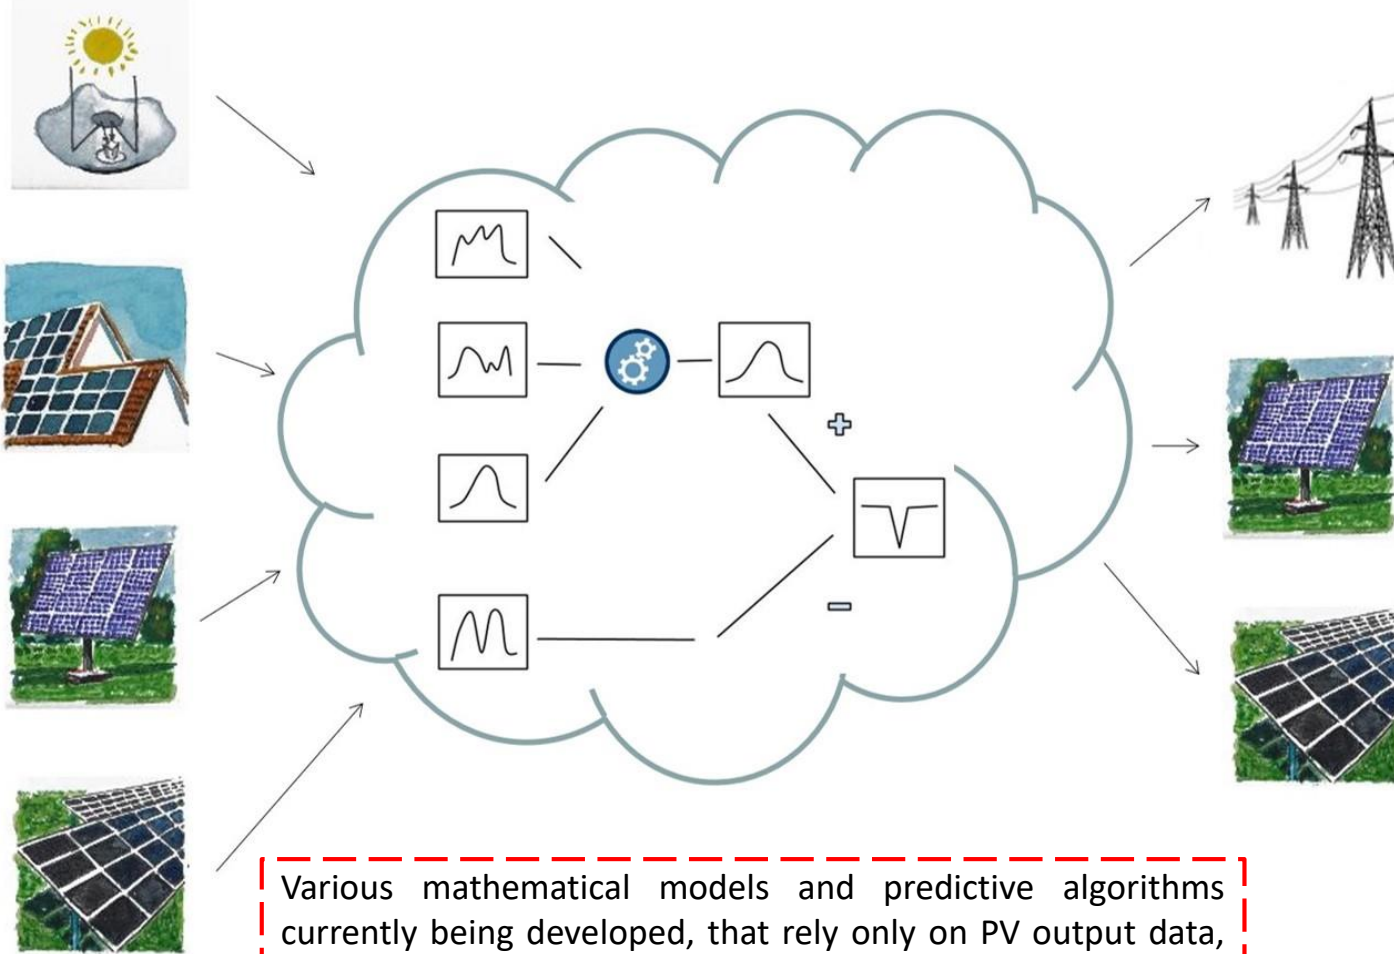 Various mathematical models and predictive algorithms
currently being developed, that rely only on PV output data,